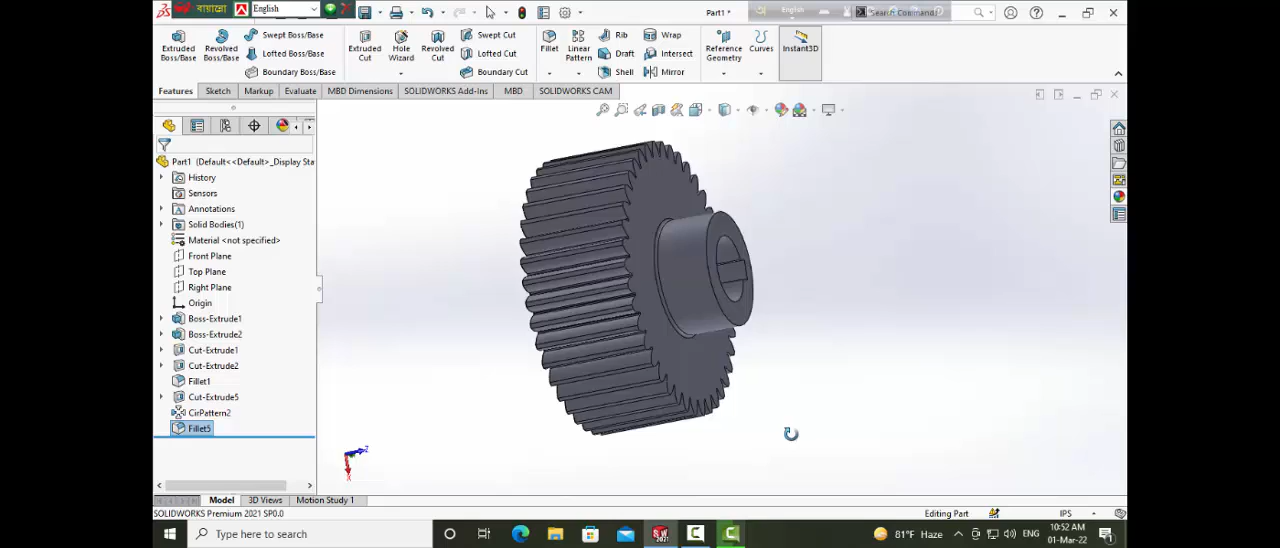 বায়ান্নো
English
Part1 *
English
Search Commands
Extruded Boss/Base
Revolved Boss/Base
Swept Boss/Base
Lofted Boss/Base
Boundary Boss/Base
Extruded Cut
Hole Wizard
Revolved Cut
Swept Cut
Lofted Cut
Boundary Cut
Fillet
Linear Pattern
Rib
Draft
Shell
Wrap
Intersect
Mirror
Reference Geometry
Curves
Instant3D
Features
Sketch
Markup
Evaluate
MBD Dimensions
SOLIDWORKS Add-Ins
MBD
SOLIDWORKS CAM
Part1 (Default<<Default>_Display Sta
History
Sensors
Annotations
Solid Bodies(1)
Material <not specified>
Front Plane
Top Plane
Right Plane
Origin
Boss-Extrude1
Boss-Extrude2
Cut-Extrude1
Cut-Extrude2
Fillet1
Cut-Extrude5
CirPattern2
Fillet5
Z
X
Model
3D Views
Motion Study 1
SOLIDWORKS Premium 2021 SP0.0
Editing Part
IPS
Type here to search
SW
2021
81°F Haze
ENG
10:52 AM
01-Mar-22
1